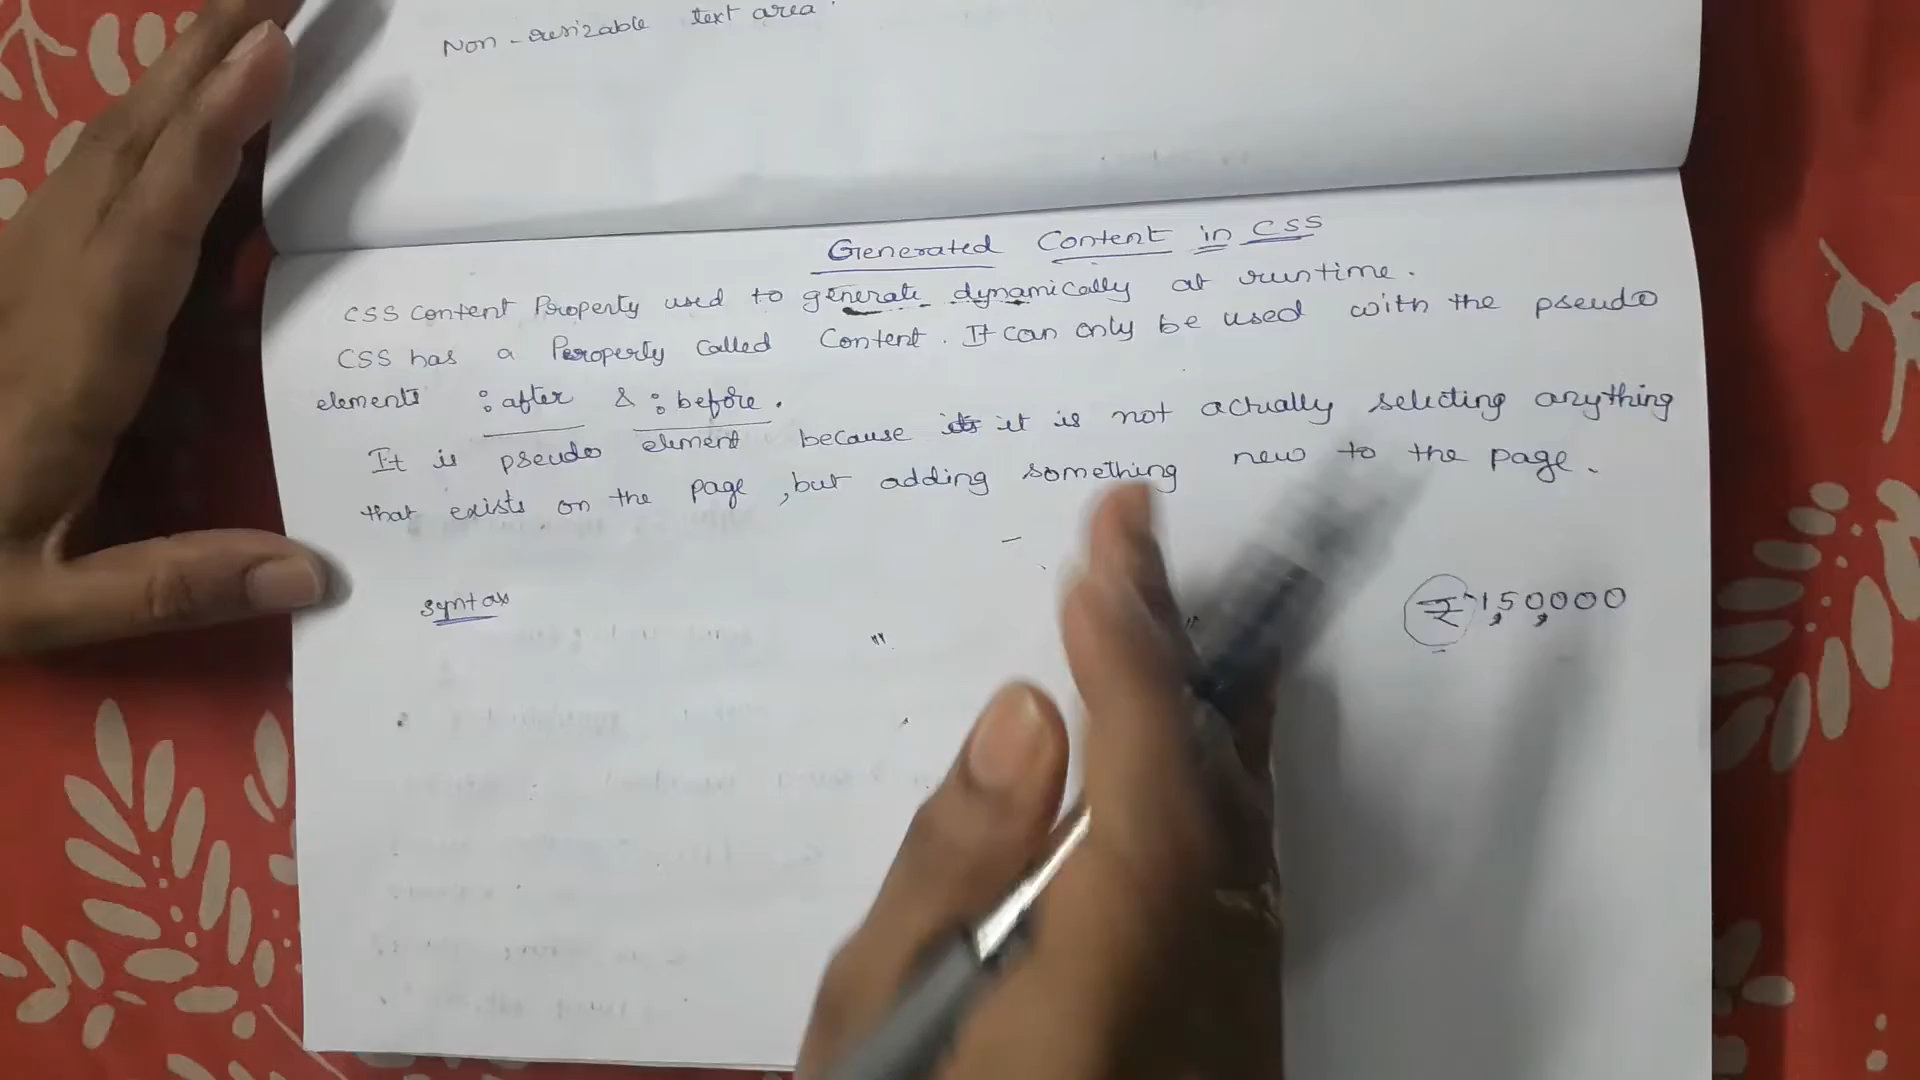 Non-resizable text area.
Generated Content in CSS
CSS content Property used to generate dynamically at runtime.
CSS has a Property called Content. It can only be used with the pseudo
elements :after & :before.
It is pseudo element because it is not actually selecting anything
that exists on the page, but adding something new to the page.
Syntax
₹ 1,50,000